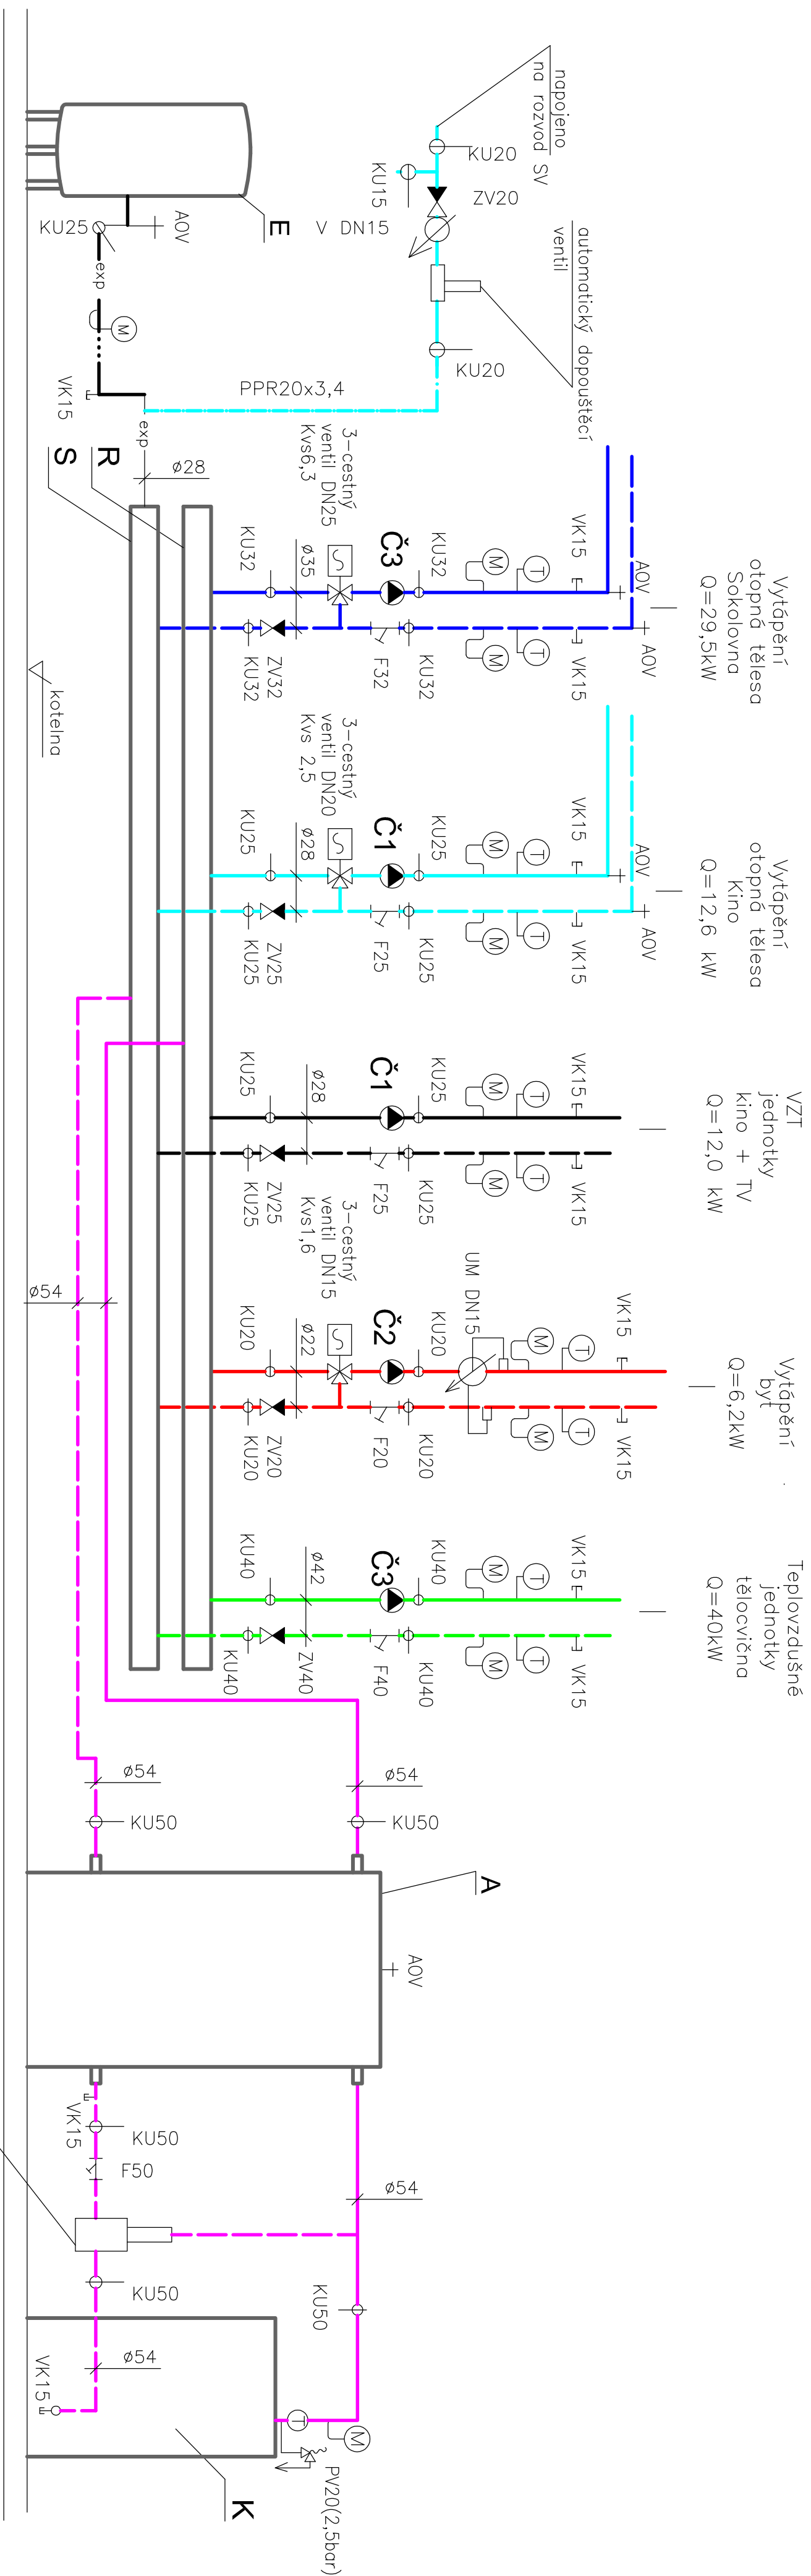 napojeno
na rozvod SV
KU20
KU15
ZV20
V DN15
automatický dopouštěcí
ventil
KU20
PPR20x3,4
E
AOV
KU25
exp
M
VK15
exp
ø28
R
S
kotelna
Vytápění
otopná tělesa
Sokolovna
Q=29,5kW
AOV
AOV
VK15
VK15
T
T
M
M
KU32
KU32
Č3
F32
3-cestný
ventil DN25
Kvs6,3
ø35
KU32
ZV32
KU32
Vytápění
otopná tělesa
Kino
Q=12,6 kW
AOV
AOV
VK15
VK15
T
T
M
M
KU25
KU25
Č1
F25
3-cestný
ventil DN20
Kvs 2,5
ø28
KU25
ZV25
KU25
VZT
jednotky
kino + TV
Q=12,0 kW
VK15
VK15
T
T
M
M
KU25
KU25
Č1
F25
ø28
KU25
ZV25
KU25
Vytápění
byt
Q=6,2kW
VK15
VK15
T
T
M
M
UM DN15
KU20
KU20
Č2
F20
3-cestný
ventil DN15
Kvs1,6
ø22
KU20
ZV20
KU20
Teplovzdušné
jednotky
tělocvična
Q=40kW
VK15
VK15
T
T
M
M
KU40
KU40
Č3
F40
ø42
KU40
ZV40
KU40
ø54
ø54
ø54
KU50
KU50
A
AOV
VK15
KU50
F50
ø54
KU50
KU50
ø54
VK15
T
M
PV20(2,5bar)
K